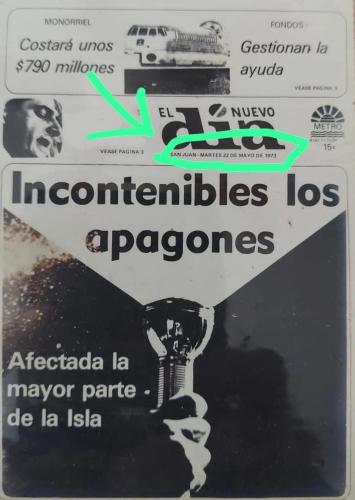 MONORRIEL
Costará unos
$790 millones
FONDOS
Gestionan la
ayuda
VEASE PAGINA 3
VEASE PAGINA 3
EL NUEVO
día
SAN JUAN - MARTES 22 DE MAYO DE 1973
METRO
15¢
Incontenibles los
apagones
Afectada la
mayor parte
de la Isla